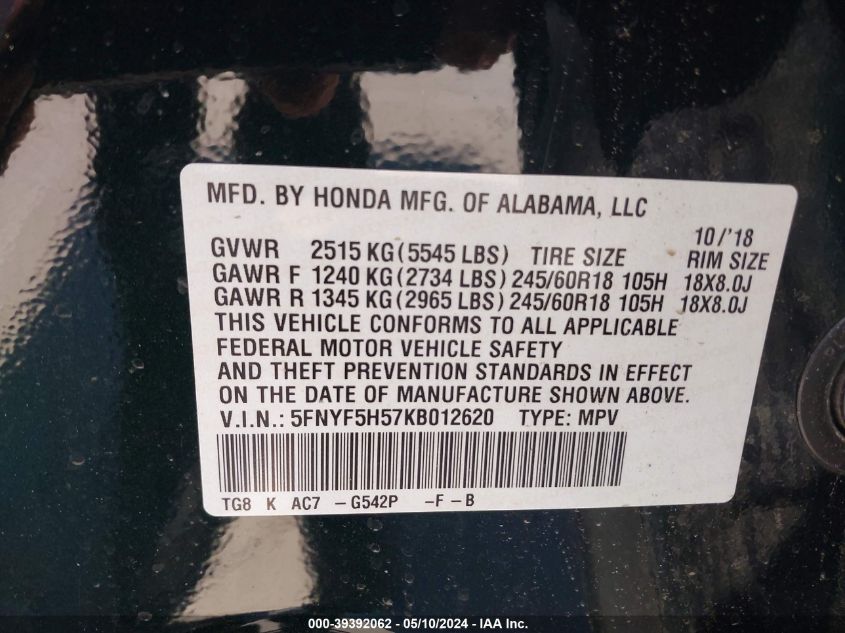 MFD. BY HONDA MFG. OF ALABAMA, LLC
10/'18
GVWR 2515 KG (5545 LBS) TIRE SIZE RIM SIZE
GAWR F 1240 KG (2734 LBS) 245/60R18 105H 18X8.0J
GAWR R 1345 KG (2965 LBS) 245/60R18 105H 18X8.0J
THIS VEHICLE CONFORMS TO ALL APPLICABLE
FEDERAL MOTOR VEHICLE SAFETY
AND THEFT PREVENTION STANDARDS IN EFFECT
ON THE DATE OF MANUFACTURE SHOWN ABOVE.
V.I.N.: 5FNYF5H57KB012620 TYPE: MPV
TG8 K AC7 -G542P -F-B
000-39392062 - 05/10/2024 - IAA Inc.